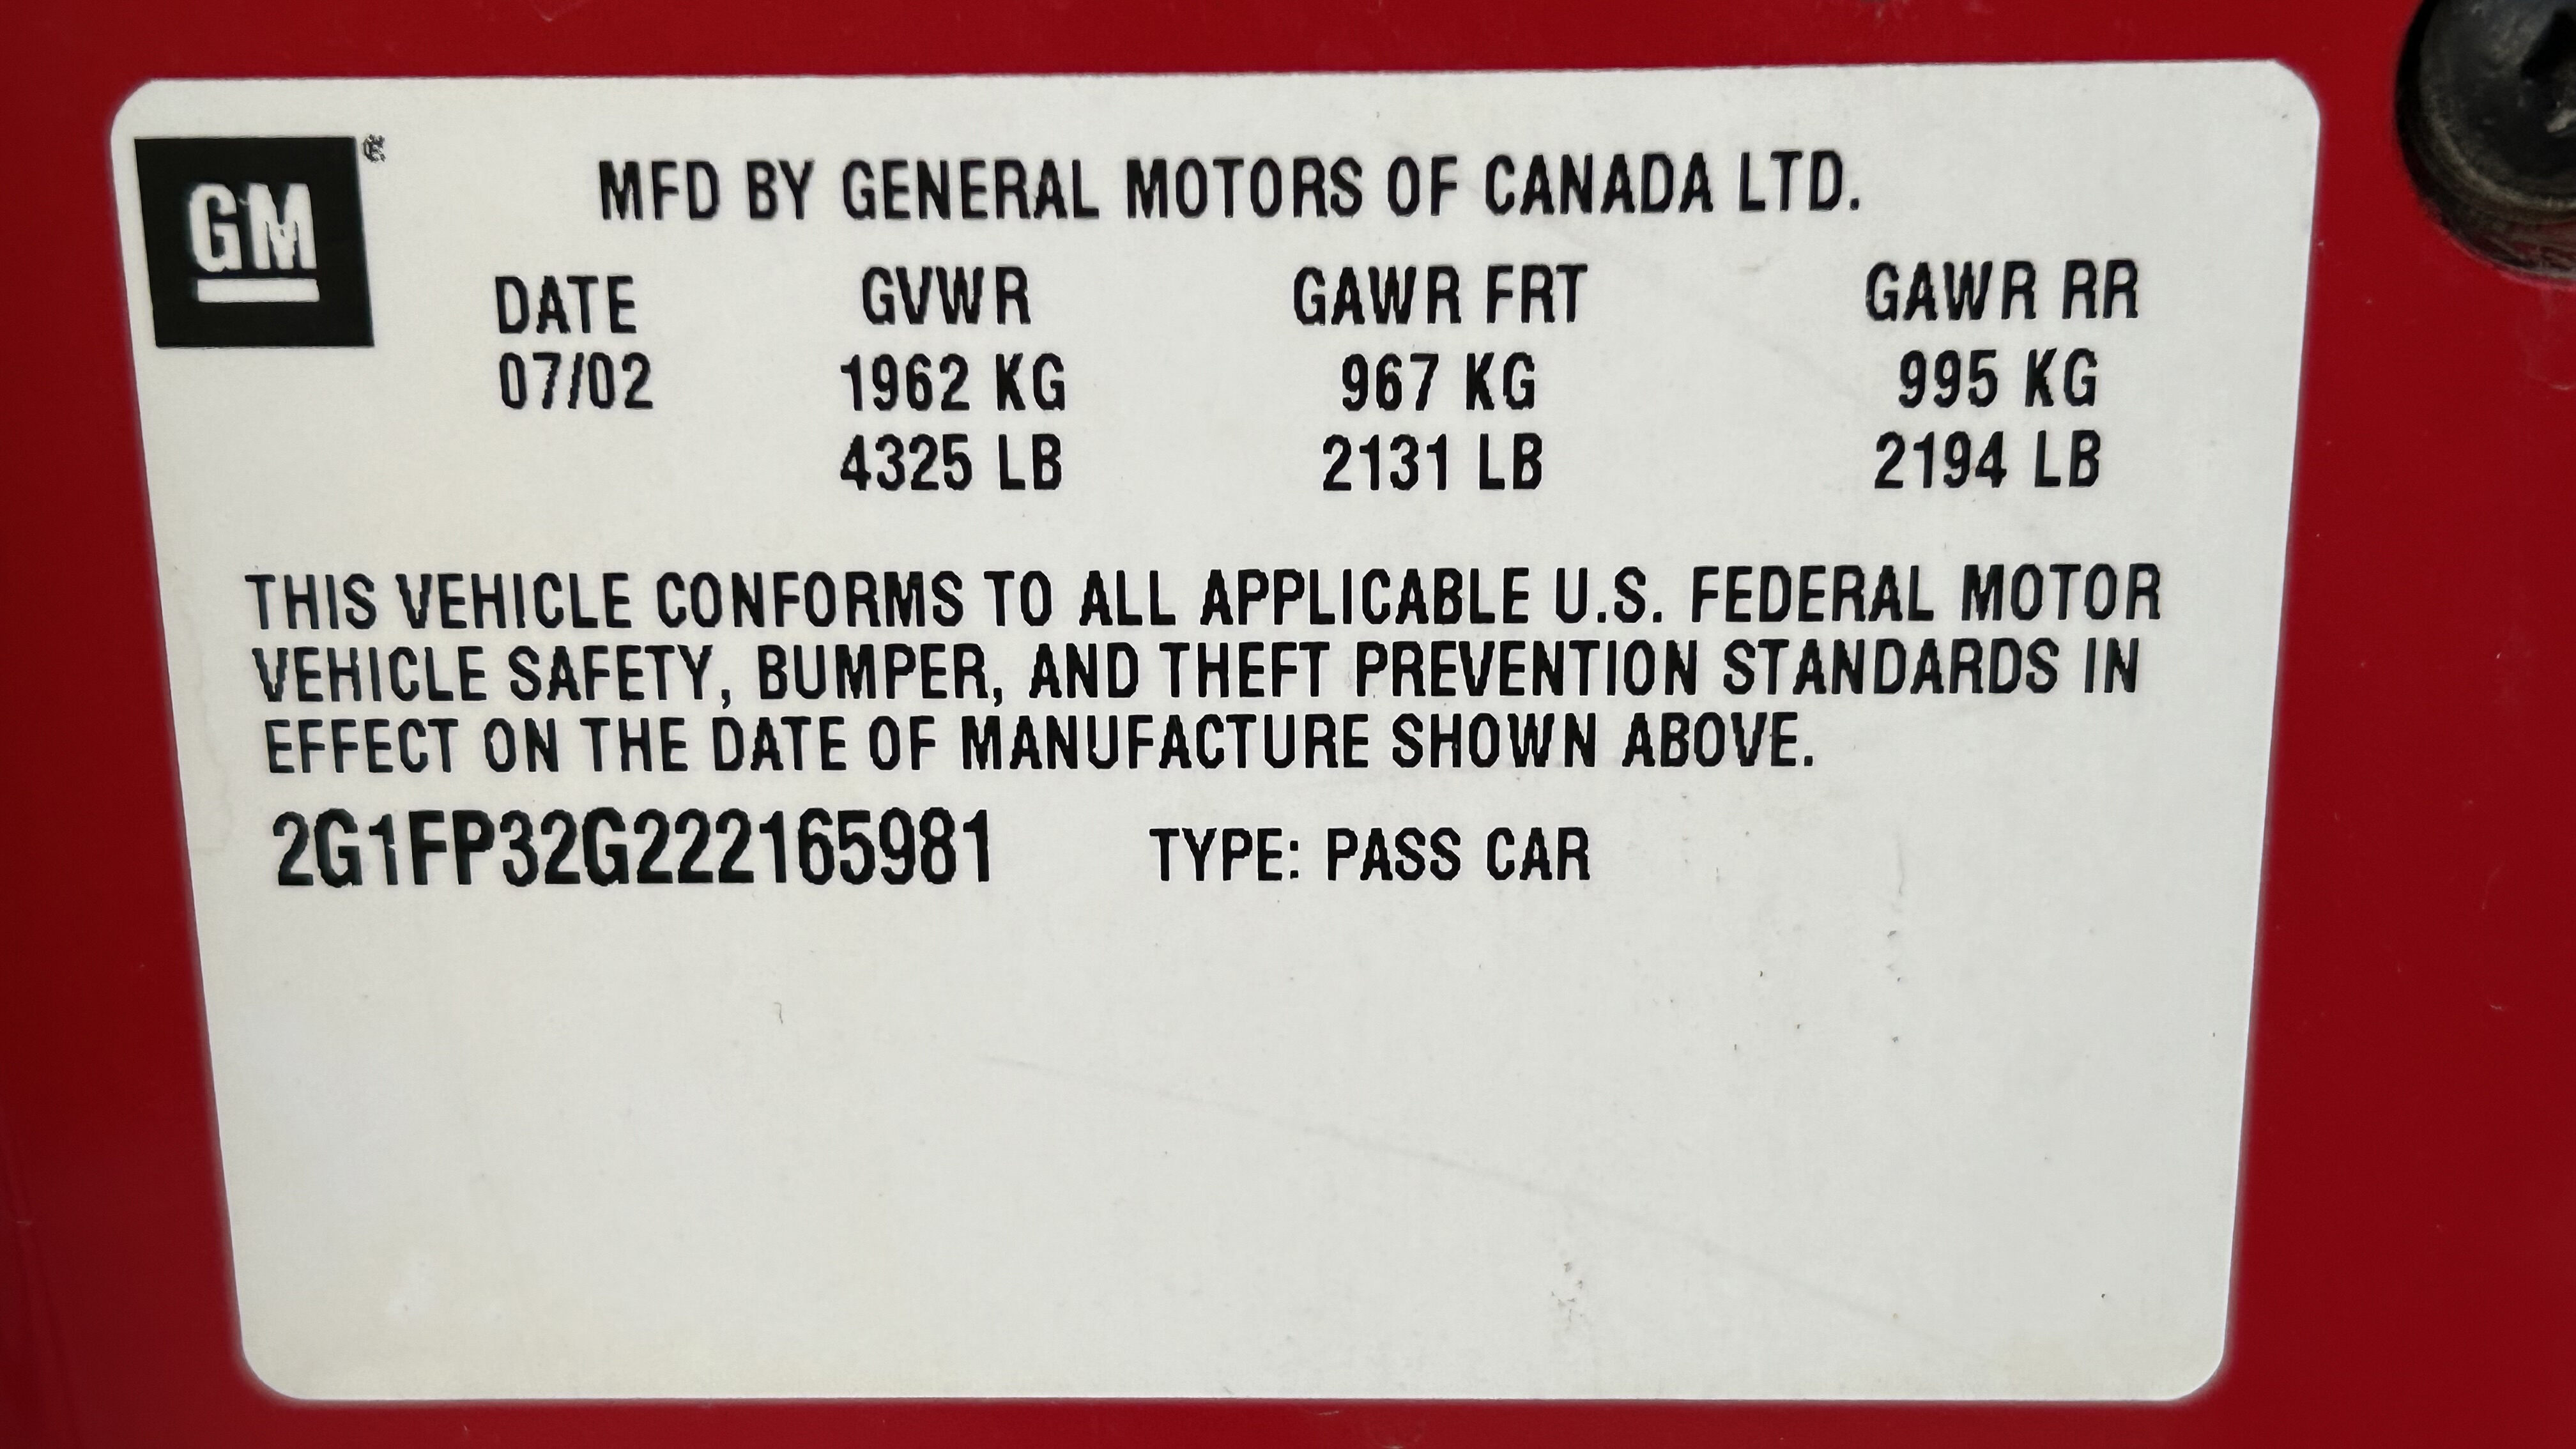 GM
MFD BY GENERAL MOTORS OF CANADA LTD.
DATE GVWR GAWR FRT GAWR RR
07/02 1962 KG 967 KG 995 KG
4325 LB 2131 LB 2194 LB
THIS VEHICLE CONFORMS TO ALL APPLICABLE U.S. FEDERAL MOTOR
VEHICLE SAFETY, BUMPER, AND THEFT PREVENTION STANDARDS IN
EFFECT ON THE DATE OF MANUFACTURE SHOWN ABOVE.
2G1FP32G222165981 TYPE: PASS CAR